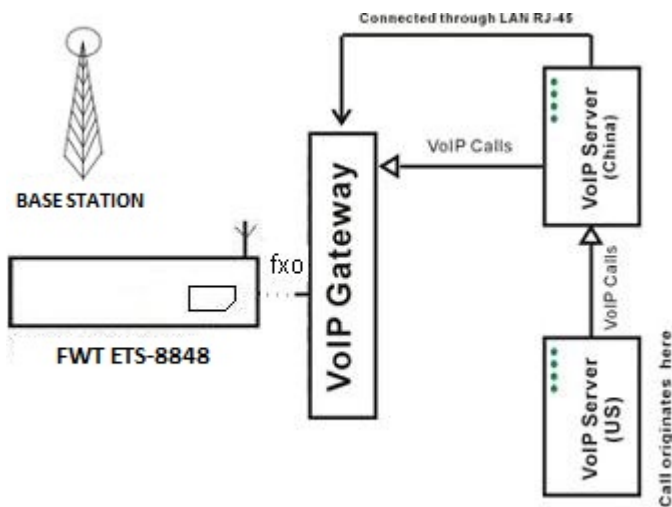 Connected through LAN RJ-45
BASE STATION
VoIP Calls
VoIP Server
(China)
VoIP Gateway
fxo
FWT ETS-8848
VoIP Calls
VoIP Server
(US)
Call originates here